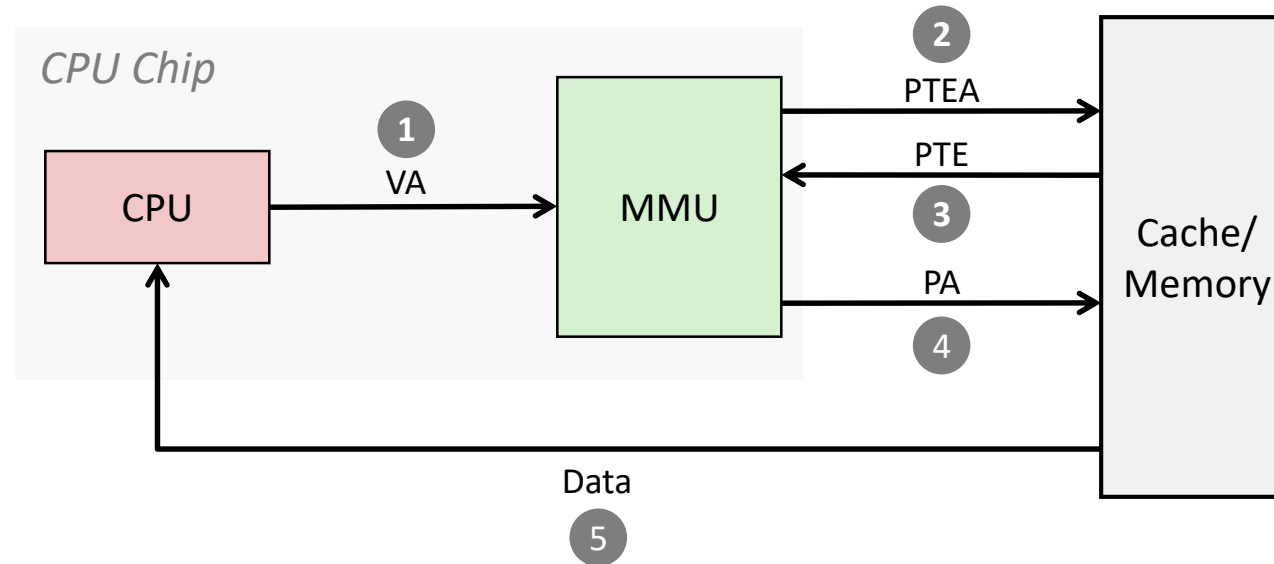 CPU Chip
2
PTEA
1
VA
PTE
CPU
MMU
3
Cache/
Memory
PA
4
Data
5